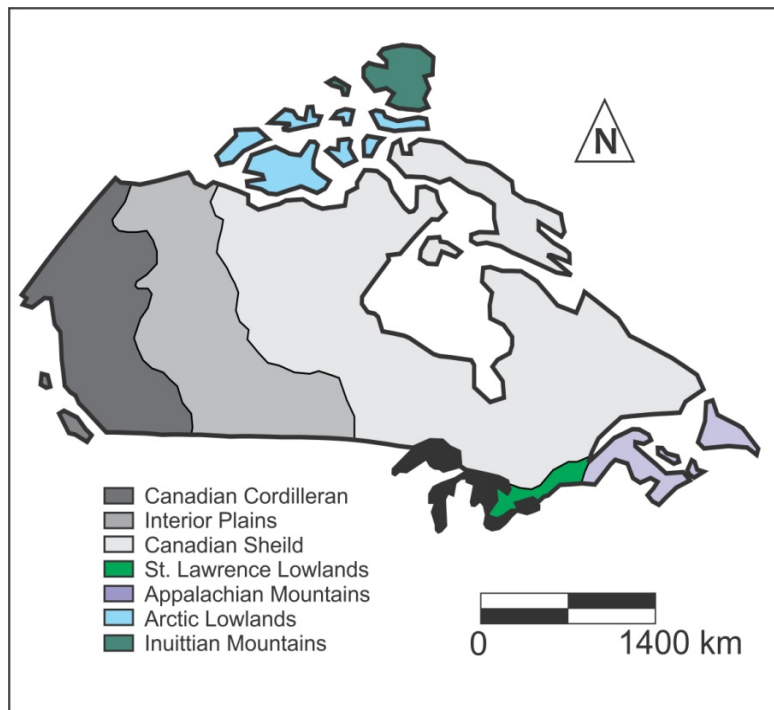 N
Canadian Cordilleran
Interior Plains
Canadian Sheild
St. Lawrence Lowlands
Appalachian Mountains
Arctic Lowlands
Inuittian Mountains
0 1400 km